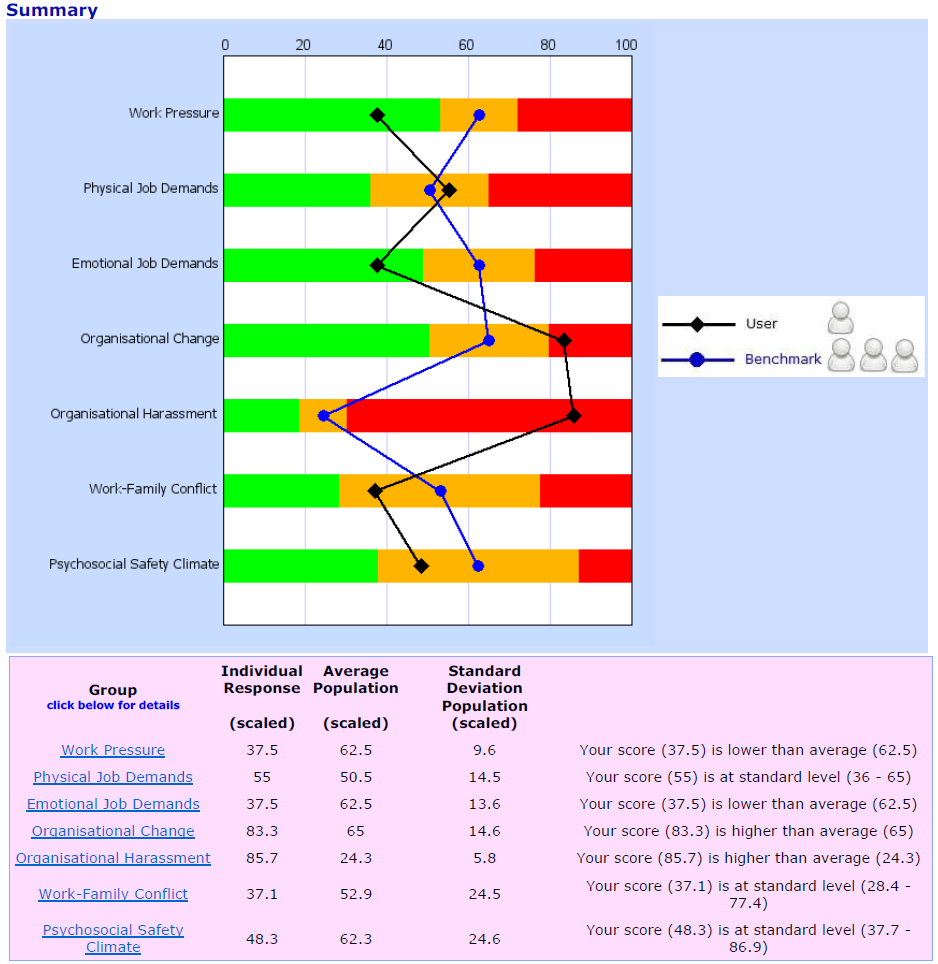 Summary
0 20 40 60 80 100
Work Pressure
Physical Job Demands
Emotional Job Demands
Organisational Change
Organisational Harassment
Work-Family Conflict
Psychosocial Safety Climate
User
Benchmark
Group
click below for details
Individual Response (scaled)
Average Population (scaled)
Standard Deviation Population (scaled)
Work Pressure 37.5 62.5 9.6 Your score (37.5) is lower than average (62.5)
Physical Job Demands 55 50.5 14.5 Your score (55) is at standard level (36 - 65)
Emotional Job Demands 37.5 62.5 13.6 Your score (37.5) is lower than average (62.5)
Organisational Change 83.3 65 14.6 Your score (83.3) is higher than average (65)
Organisational Harassment 85.7 24.3 5.8 Your score (85.7) is higher than average (24.3)
Work-Family Conflict 37.1 52.9 24.5 Your score (37.1) is at standard level (28.4 -
77.4)
Psychosocial Safety
Climate 48.3 62.3 24.6 Your score (48.3) is at standard level (37.7 -
86.9)